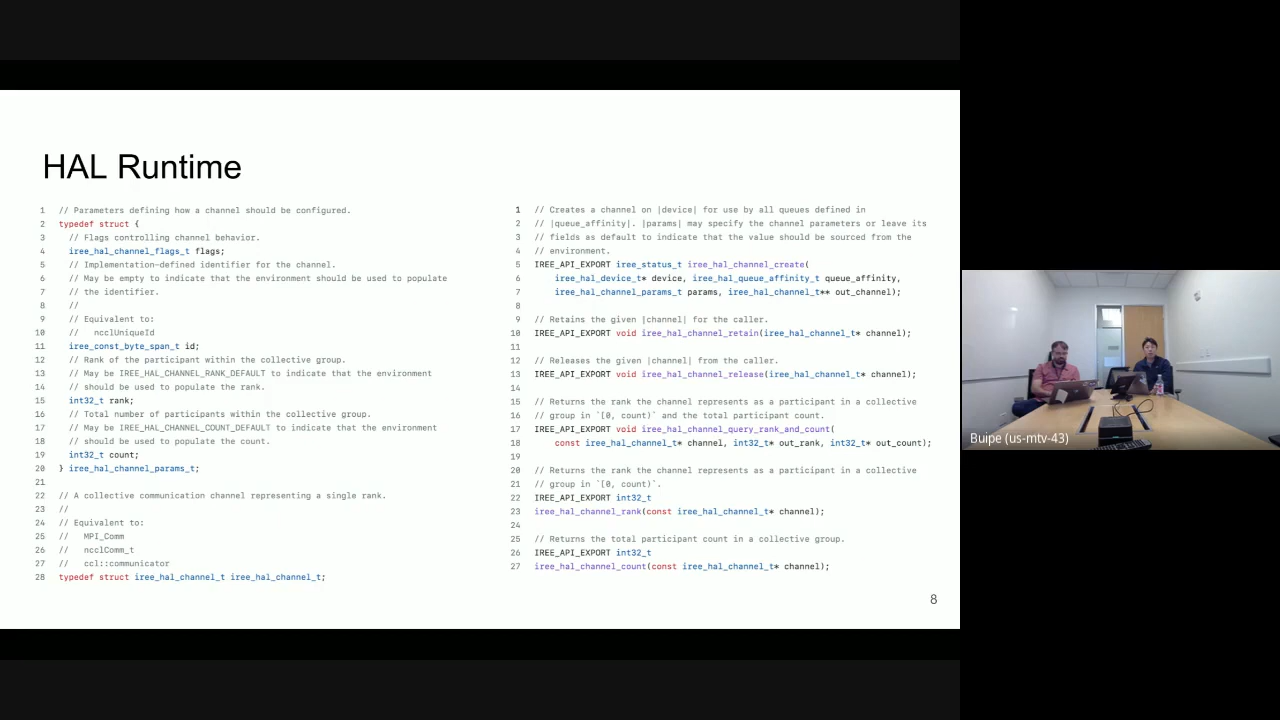 HAL Runtime
1 // Parameters defining how a channel should be configured.
2 typedef struct {
3 // Flags controlling channel behavior.
4 iree_hal_channel_flags_t flags;
5 // Implementation-defined identifier for the channel.
6 // May be empty to indicate that the environment should be used to populate
7 // the identifier.
8 //
9 // Equivalent to:
10 // ncclUniqueId
11 iree_const_byte_span_t id;
12 // Rank of the participant within the collective group.
13 // May be IREE_HAL_CHANNEL_RANK_DEFAULT to indicate that the environment
14 // should be used to populate the rank.
15 int32_t rank;
16 // Total number of participants within the collective group.
17 // May be IREE_HAL_CHANNEL_COUNT_DEFAULT to indicate that the environment
18 // should be used to populate the count.
19 int32_t count;
20 } iree_hal_channel_params_t;
21
22 // A collective communication channel representing a single rank.
23 //
24 // Equivalent to:
25 // MPI_Comm
26 // ncclComm_t
27 // ccl::communicator
28 typedef struct iree_hal_channel_t iree_hal_channel_t;
1 // Creates a channel on |device| for use by all queues defined in
2 // |queue_affinity|. |params| may specify the channel parameters or leave its
3 // fields as default to indicate that the value should be sourced from the
4 // environment.
5 IREE_API_EXPORT iree_status_t iree_hal_channel_create(
6 iree_hal_device_t* device, iree_hal_queue_affinity_t queue_affinity,
7 iree_hal_channel_params_t params, iree_hal_channel_t** out_channel);
8
9 // Retains the given |channel| for the caller.
10 IREE_API_EXPORT void iree_hal_channel_retain(iree_hal_channel_t* channel);
11
12 // Releases the given |channel| from the caller.
13 IREE_API_EXPORT void iree_hal_channel_release(iree_hal_channel_t* channel);
14
15 // Returns the rank the channel represents as a participant in a collective
16 // group in `[0, count)` and the total participant count.
17 IREE_API_EXPORT void iree_hal_channel_query_rank_and_count(
18 const iree_hal_channel_t* channel, int32_t* out_rank, int32_t* out_count);
19
20 // Returns the rank the channel represents as a participant in a collective
21 // group in `[0, count)`.
22 IREE_API_EXPORT int32_t
23 iree_hal_channel_rank(const iree_hal_channel_t* channel);
24
25 // Returns the total participant count in a collective group.
26 IREE_API_EXPORT int32_t
27 iree_hal_channel_count(const iree_hal_channel_t* channel);
8
Buipe (us-mtv-43)